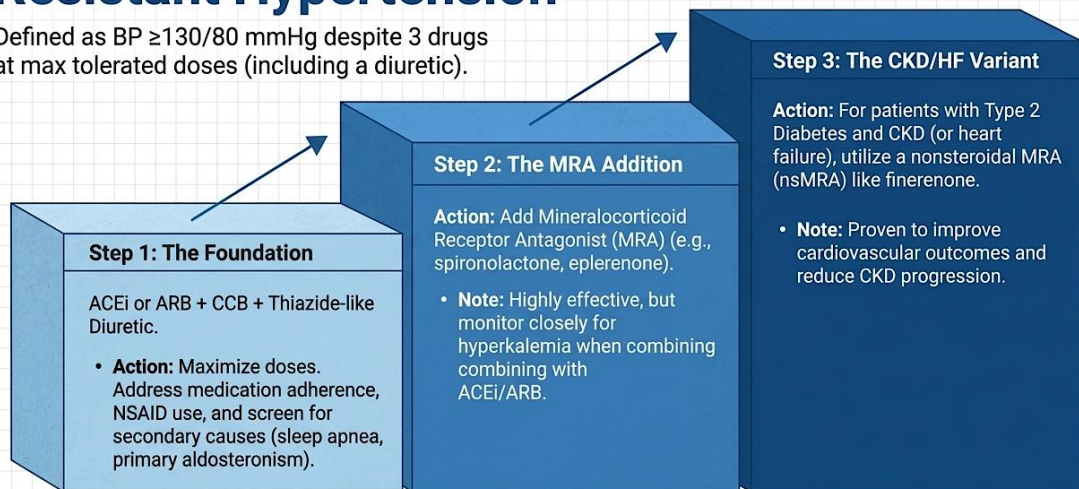 Resistant Hypertension
Defined as BP ≥130/80 mmHg despite 3 drugs
at max tolerated doses (including a diuretic).
Step 1: The Foundation
ACEi or ARB + CCB + Thiazide-like
Diuretic.
• Action: Maximize doses.
Address medication adherence,
NSAID use, and screen for
secondary causes (sleep apnea,
primary aldosteronism).
Step 2: The MRA Addition
Action: Add Mineralocorticoid
Receptor Antagonist (MRA) (e.g.,
spironolactone, eplerenone).
• Note: Highly effective, but
monitor closely for
hyperkalemia when combining
combining with
ACEi/ARB.
Step 3: The CKD/HF Variant
Action: For patients with Type 2
Diabetes and CKD (or heart
failure), utilize a nonsteroidal MRA
(nsMRA) like finerenone.
• Note: Proven to improve
cardiovascular outcomes and
reduce CKD progression.